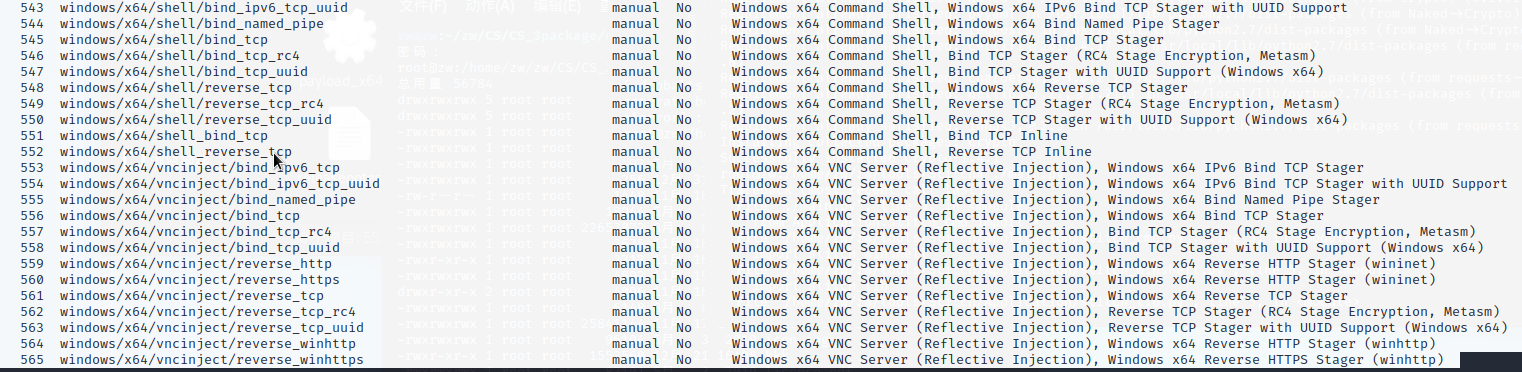 543 windows/x64/shell/bind_ipv6_tcp_uuid manual No Windows x64 Command Shell, Windows x64 IPv6 Bind TCP Stager with UUID Support
544 windows/x64/shell/bind_named_pipe manual No Windows x64 Command Shell, Windows x64 Bind Named Pipe Stager
545 windows/x64/shell/bind_tcp manual No Windows x64 Command Shell, Windows x64 Bind TCP Stager
546 windows/x64/shell/bind_tcp_rc4 manual No Windows x64 Command Shell, Bind TCP Stager (RC4 Stage Encryption, Metasm)
547 windows/x64/shell/bind_tcp_uuid manual No Windows x64 Command Shell, Bind TCP Stager with UUID Support (Windows x64)
548 windows/x64/shell/reverse_tcp manual No Windows x64 Command Shell, Windows x64 Reverse TCP Stager
549 windows/x64/shell/reverse_tcp_rc4 manual No Windows x64 Command Shell, Reverse TCP Stager (RC4 Stage Encryption, Metasm)
550 windows/x64/shell/reverse_tcp_uuid manual No Windows x64 Command Shell, Reverse TCP Stager with UUID Support (Windows x64)
551 windows/x64/shell_bind_tcp manual No Windows x64 Command Shell, Bind TCP Inline
552 windows/x64/shell_reverse_tcp manual No Windows x64 Command Shell, Reverse TCP Inline
553 windows/x64/vncinject/bind_ipv6_tcp manual No Windows x64 VNC Server (Reflective Injection), Windows x64 IPv6 Bind TCP Stager
554 windows/x64/vncinject/bind_ipv6_tcp_uuid manual No Windows x64 VNC Server (Reflective Injection), Windows x64 IPv6 Bind TCP Stager with UUID Support
555 windows/x64/vncinject/bind_named_pipe manual No Windows x64 VNC Server (Reflective Injection), Windows x64 Bind Named Pipe Stager
556 windows/x64/vncinject/bind_tcp manual No Windows x64 VNC Server (Reflective Injection), Windows x64 Bind TCP Stager
557 windows/x64/vncinject/bind_tcp_rc4 manual No Windows x64 VNC Server (Reflective Injection), Bind TCP Stager (RC4 Stage Encryption, Metasm)
558 windows/x64/vncinject/bind_tcp_uuid manual No Windows x64 VNC Server (Reflective Injection), Bind TCP Stager with UUID Support (Windows x64)
559 windows/x64/vncinject/reverse_http manual No Windows x64 VNC Server (Reflective Injection), Windows x64 Reverse HTTP Stager (wininet)
560 windows/x64/vncinject/reverse_https manual No Windows x64 VNC Server (Reflective Injection), Windows x64 Reverse HTTP Stager (wininet)
561 windows/x64/vncinject/reverse_tcp manual No Windows x64 VNC Server (Reflective Injection), Windows x64 Reverse TCP Stager
562 windows/x64/vncinject/reverse_tcp_rc4 manual No Windows x64 VNC Server (Reflective Injection), Reverse TCP Stager (RC4 Stage Encryption, Metasm)
563 windows/x64/vncinject/reverse_tcp_uuid manual No Windows x64 VNC Server (Reflective Injection), Reverse TCP Stager with UUID Support (Windows x64)
564 windows/x64/vncinject/reverse_winhttp manual No Windows x64 VNC Server (Reflective Injection), Windows x64 Reverse HTTP Stager (winhttp)
565 windows/x64/vncinject/reverse_winhttps manual No Windows x64 VNC Server (Reflective Injection), Windows x64 Reverse HTTPS Stager (winhttp)